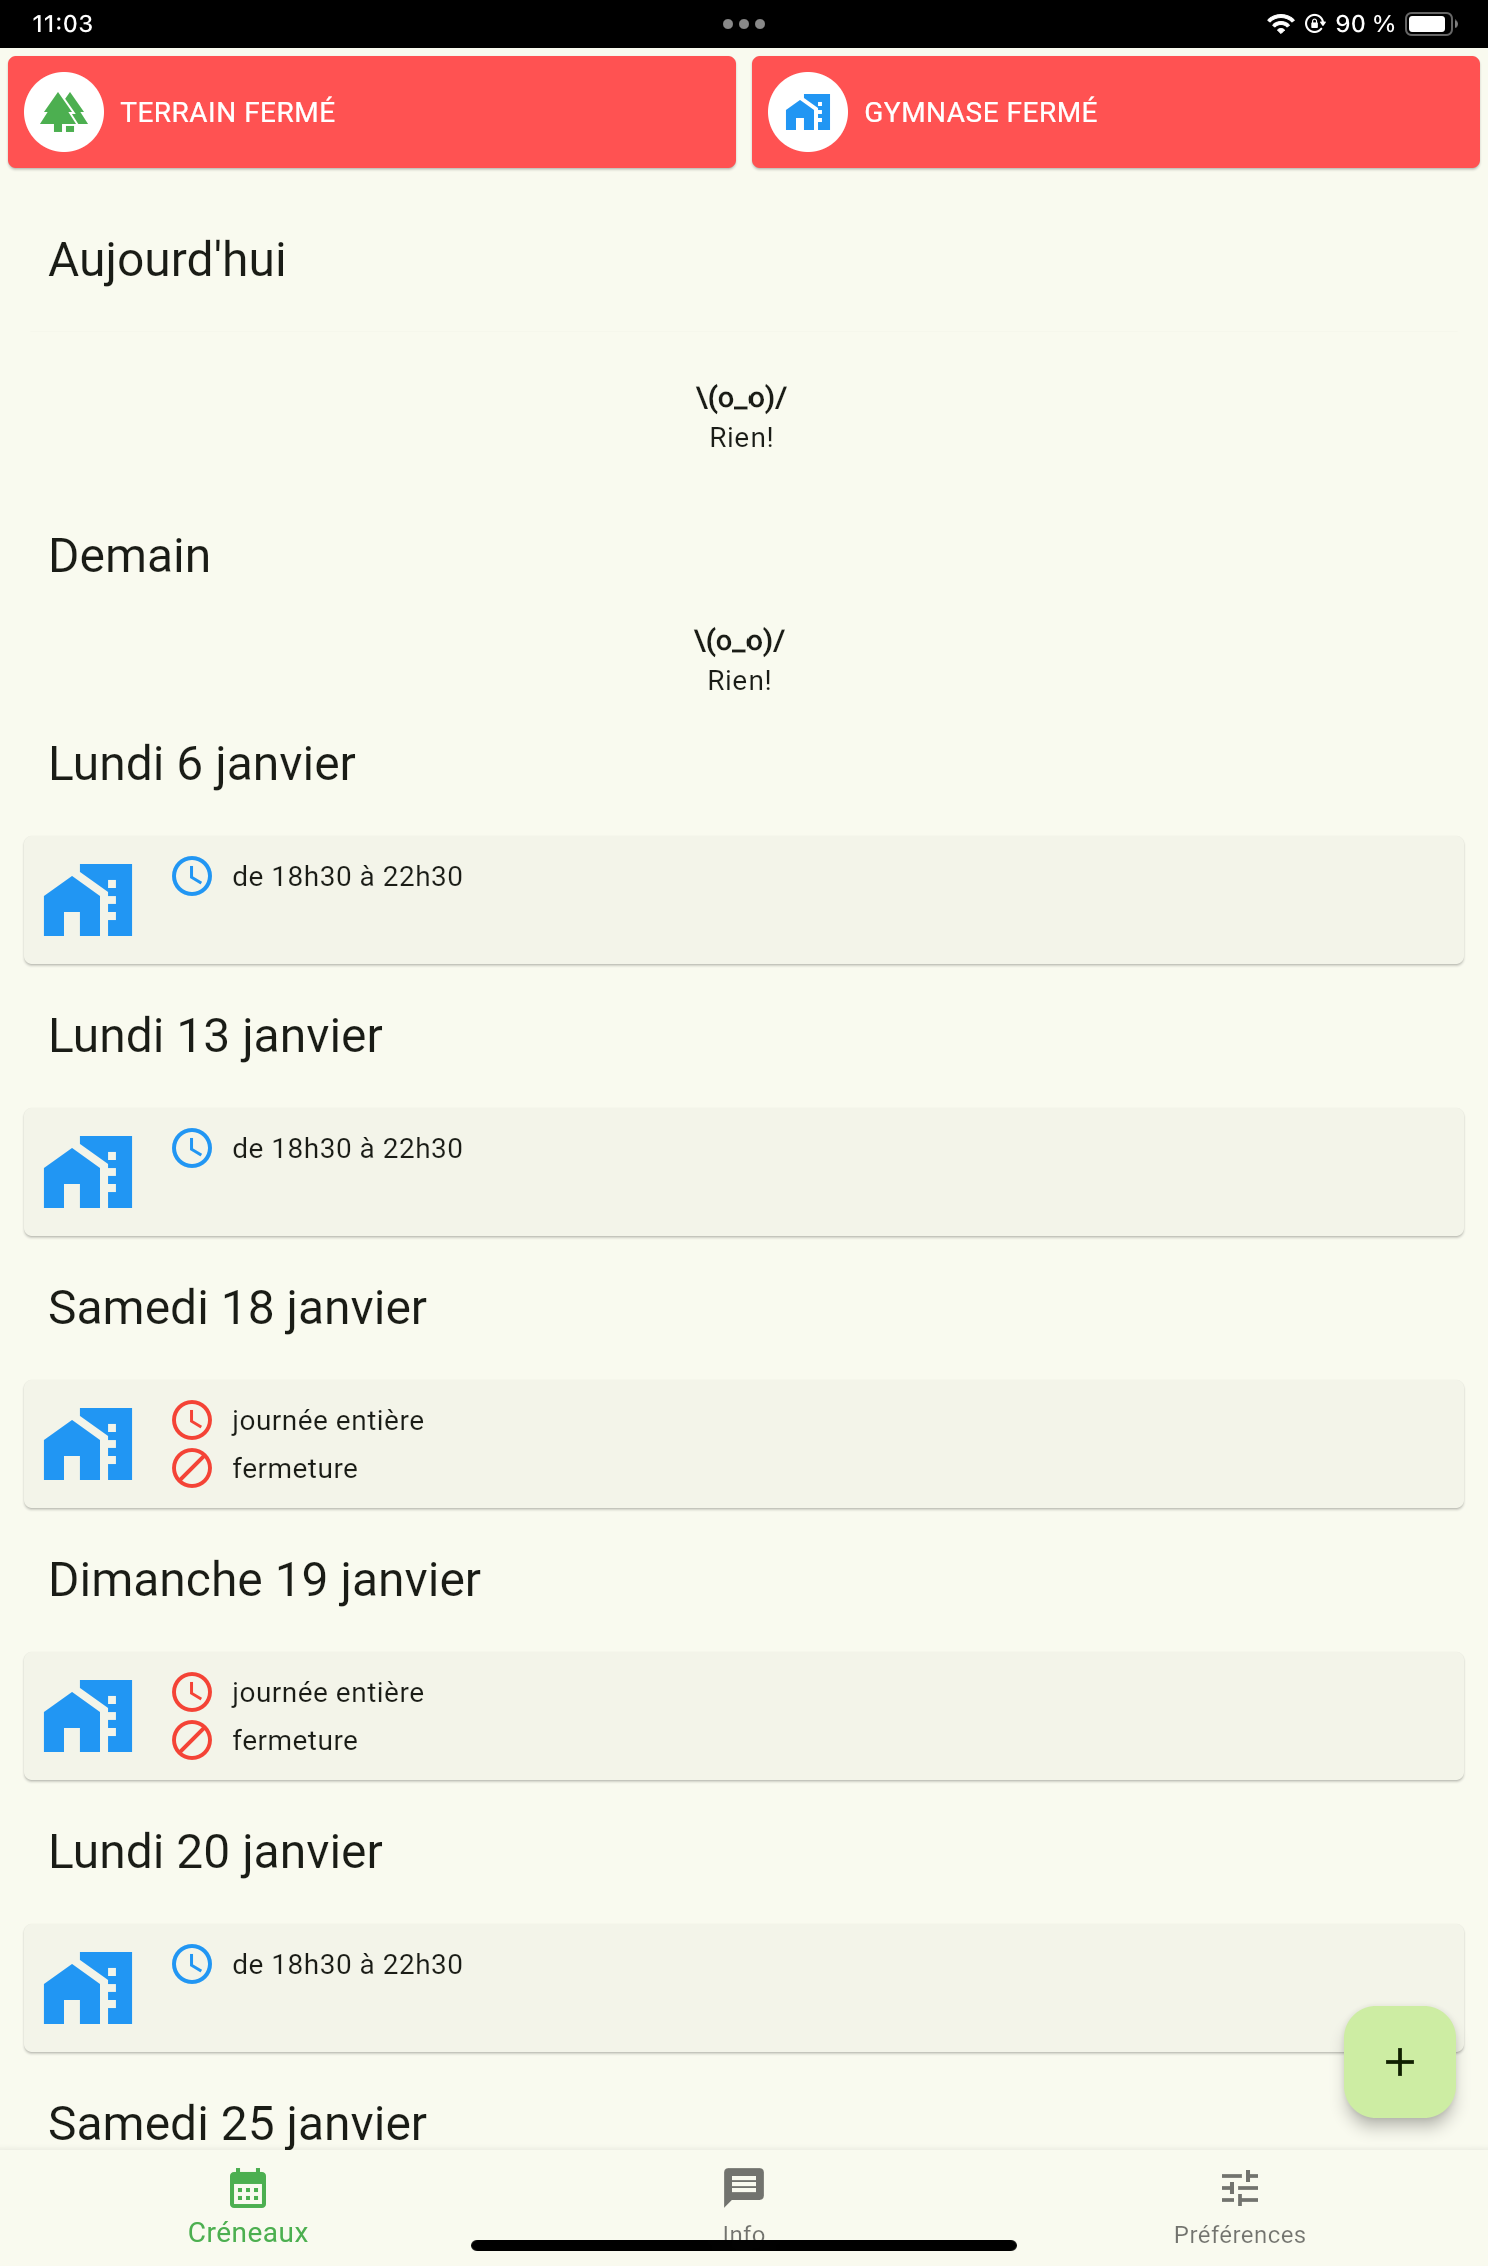 11:03
90 %
TERRAIN FERMÉ
GYMNASE FERMÉ
Aujourd'hui
\(o_o)/
Rien!
Demain
\(o_o)/
Rien!
Lundi 6 janvier
de 18h30 à 22h30
Lundi 13 janvier
de 18h30 à 22h30
Samedi 18 janvier
journée entière
fermeture
Dimanche 19 janvier
journée entière
fermeture
Lundi 20 janvier
de 18h30 à 22h30
Samedi 25 janvier
Créneaux
Info
Préférences